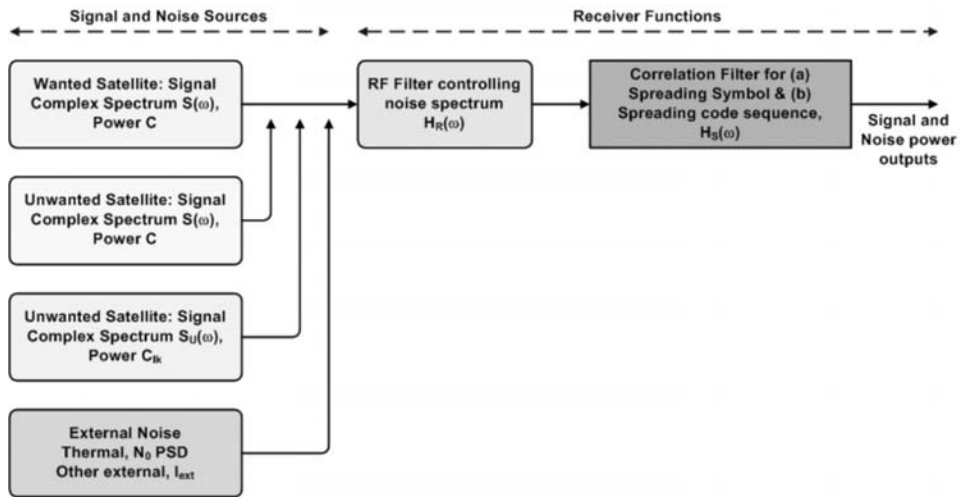 Signal and Noise Sources
Receiver Functions
Wanted Satellite: Signal
Complex Spectrum S(ω),
Power C
RF Filter controlling
noise spectrum
H_R(ω)
Correlation Filter for (a)
Spreading Symbol & (b)
Spreading code sequence,
H_S(ω)
Signal and
Noise power
outputs
Unwanted Satellite: Signal
Complex Spectrum S(ω),
Power C
Unwanted Satellite: Signal
Complex Spectrum S_U(ω),
Power C_Ik
External Noise
Thermal, N₀ PSD
Other external, I_ext